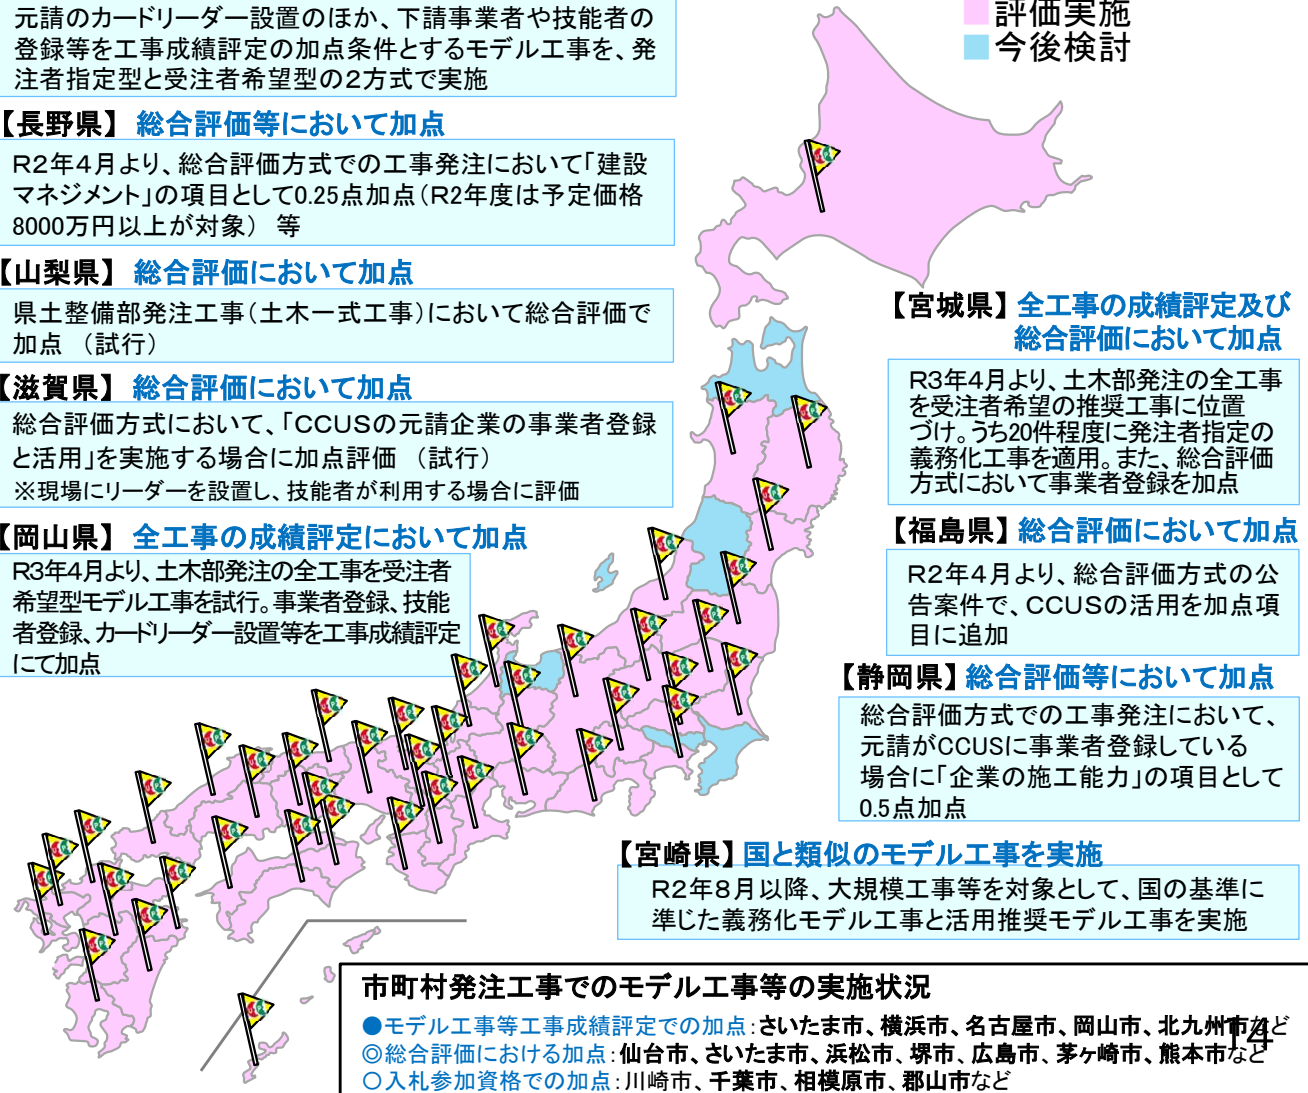 元請のカードリーダー設置のほか、下請事業者や技能者の
登録等を工事成績評定の加点条件とするモデル工事を、発
注者指定型と受注者希望型の2方式で実施
評価実施
今後検討
【長野県】 総合評価等において加点
R2年4月より、総合評価方式での工事発注において「建設
マネジメント」の項目として0.25点加点(R2年度は予定価格
8000万円以上が対象) 等
【山梨県】 総合評価において加点
県土整備部発注工事(土木一式工事)において総合評価で
加点 (試行)
【滋賀県】 総合評価において加点
総合評価方式において、「CCUSの元請企業の事業者登録
と活用」を実施する場合に加点評価 (試行)
※現場にリーダーを設置し、技能者が利用する場合に評価
【岡山県】 全工事の成績評定において加点
R3年4月より、土木部発注の全工事を受注者
希望型モデル工事を試行。事業者登録、技能
者登録、カードリーダー設置等を工事成績評定
にて加点
【宮城県】 全工事の成績評定及び
総合評価において加点
R3年4月より、土木部発注の全工事
を受注者希望の推奨工事に位置
づけ。うち20件程度に発注者指定の
義務化工事を適用。また、総合評価
方式において事業者登録を加点
【福島県】 総合評価において加点
R2年4月より、総合評価方式の公
告案件で、CCUSの活用を加点項
目に追加
【静岡県】 総合評価等において加点
総合評価方式での工事発注において、
元請がCCUSに事業者登録している
場合に「企業の施工能力」の項目として
0.5点加点
【宮崎県】 国と類似のモデル工事を実施
R2年8月以降、大規模工事等を対象として、国の基準に
準じた義務化モデル工事と活用推奨モデル工事を実施
市町村発注工事でのモデル工事等の実施状況
●モデル工事等工事成績評定での加点:さいたま市、横浜市、名古屋市、岡山市、北九州市など
◎総合評価における加点:仙台市、さいたま市、浜松市、堺市、広島市、茅ヶ崎市、熊本市など
○入札参加資格での加点:川崎市、千葉市、相模原市、郡山市など
14